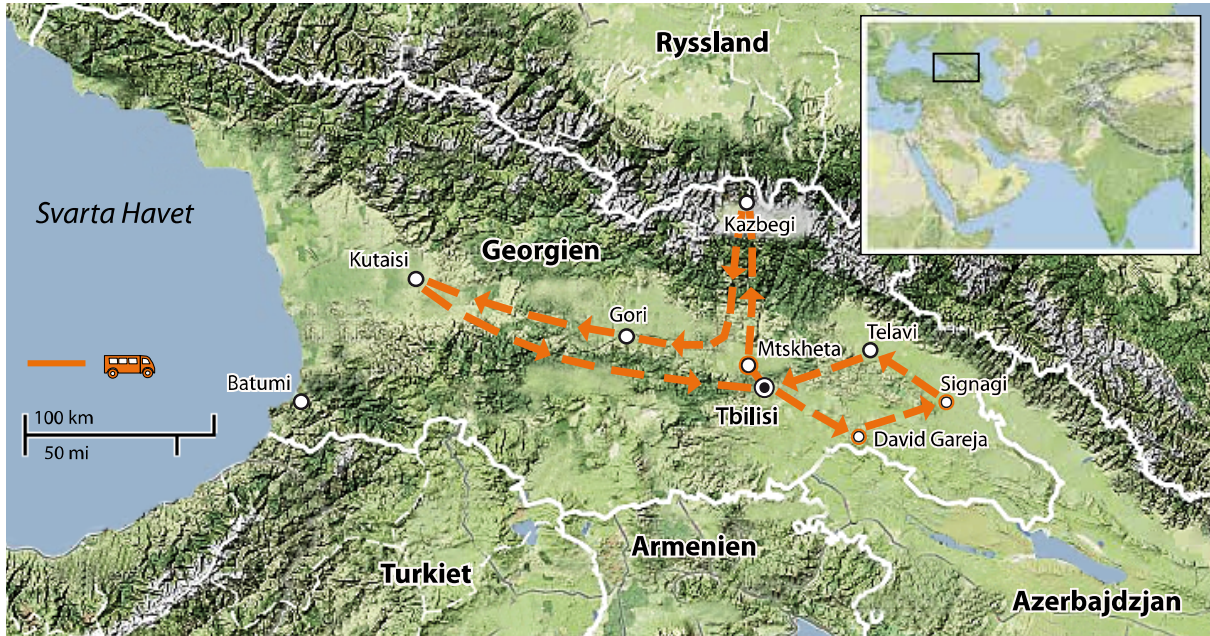 Ryssland
Svarta Havet
Kazbegi
Georgien
Kutaisi
Gori
Telavi
Mtskheta
Batumi
Signagi
Tbilisi
100 km
David Gareja
50 mi
Armenien
Turkiet
Azerbajdzjan